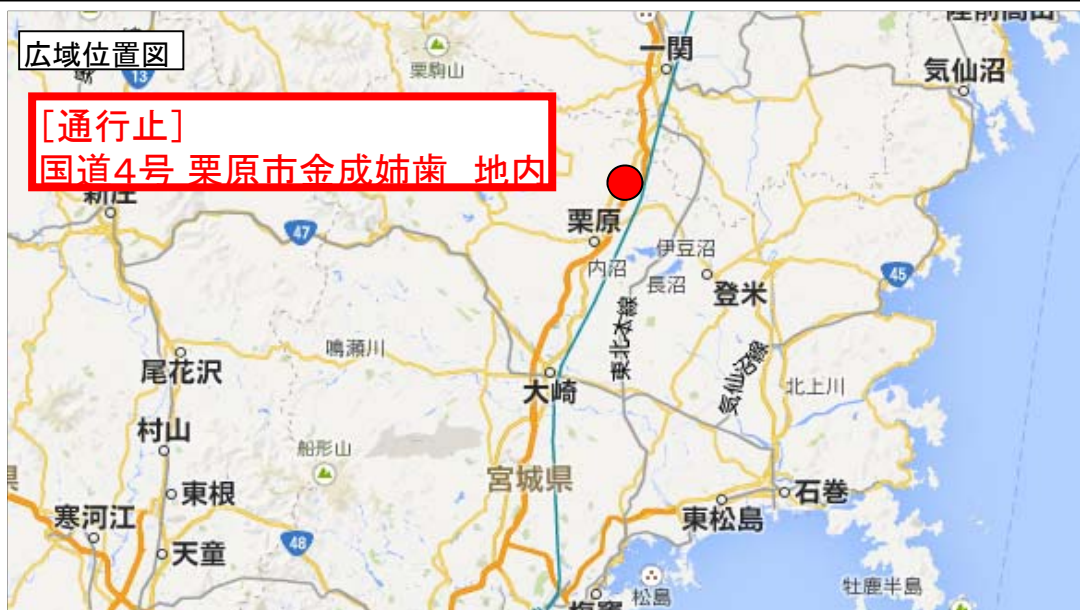 陸前高田
一関
広域位置図
13
栗駒山
気仙沼
[通行止]
国道4号 栗原市金成姉歯 地内
新庄
47
栗原
伊豆沼
内沼
長沼
45
登米
東北本線
鳴瀬川
尾花沢
大崎
気仙沼線
北上川
村山
船形山
宮城県
県
東根
石巻
東松島
寒河江
48
天童
牡鹿半島
松島
塩竈